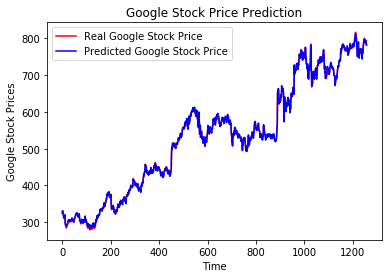 Google Stock Price Prediction
Real Google Stock Price
Predicted Google Stock Price
Google Stock Prices
800
700
600
500
400
300
0 200 400 600 800 1000 1200
Time